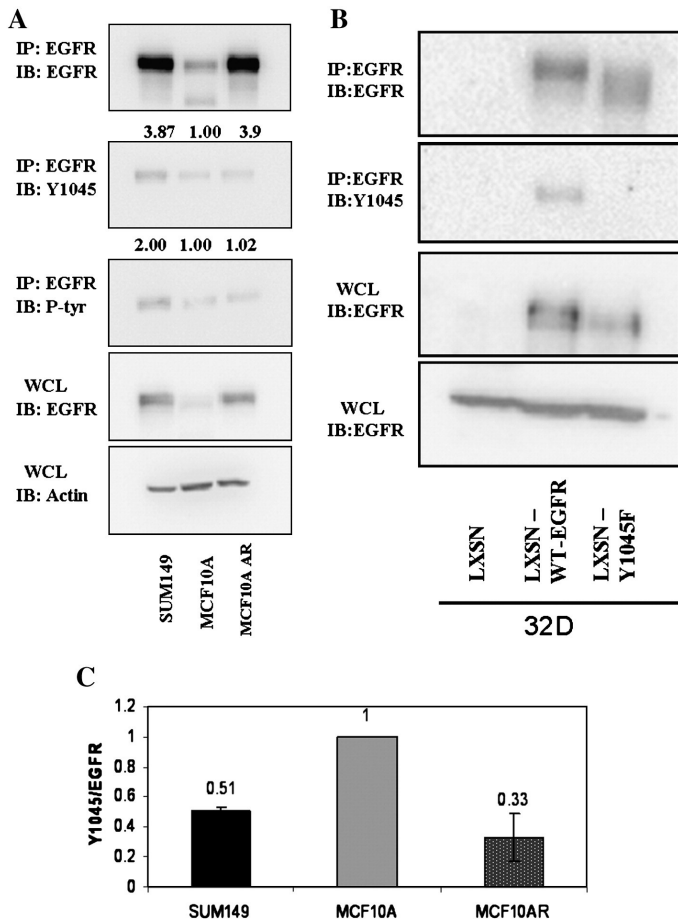 A
IP: EGFR
IB: EGFR
3.87 1.00 3.9
IP: EGFR
IB: Y1045
2.00 1.00 1.02
IP: EGFR
IB: P-tyr
WCL
IB: EGFR
WCL
IB: Actin
SUM149
MCF10A
MCF10A AR
B
IP:EGFR
IB:EGFR
IP:EGFR
IB:Y1045
WCL
IB:EGFR
WCL
IB:EGFR
LXSN
LXSN –
WT-EGFR
LXSN –
Y1045F
32D
C
Y1045/EGFR
1.2
1
0.8
0.6
0.4
0.2
0
0.51
1
0.33
SUM149
MCF10A
MCF10AR